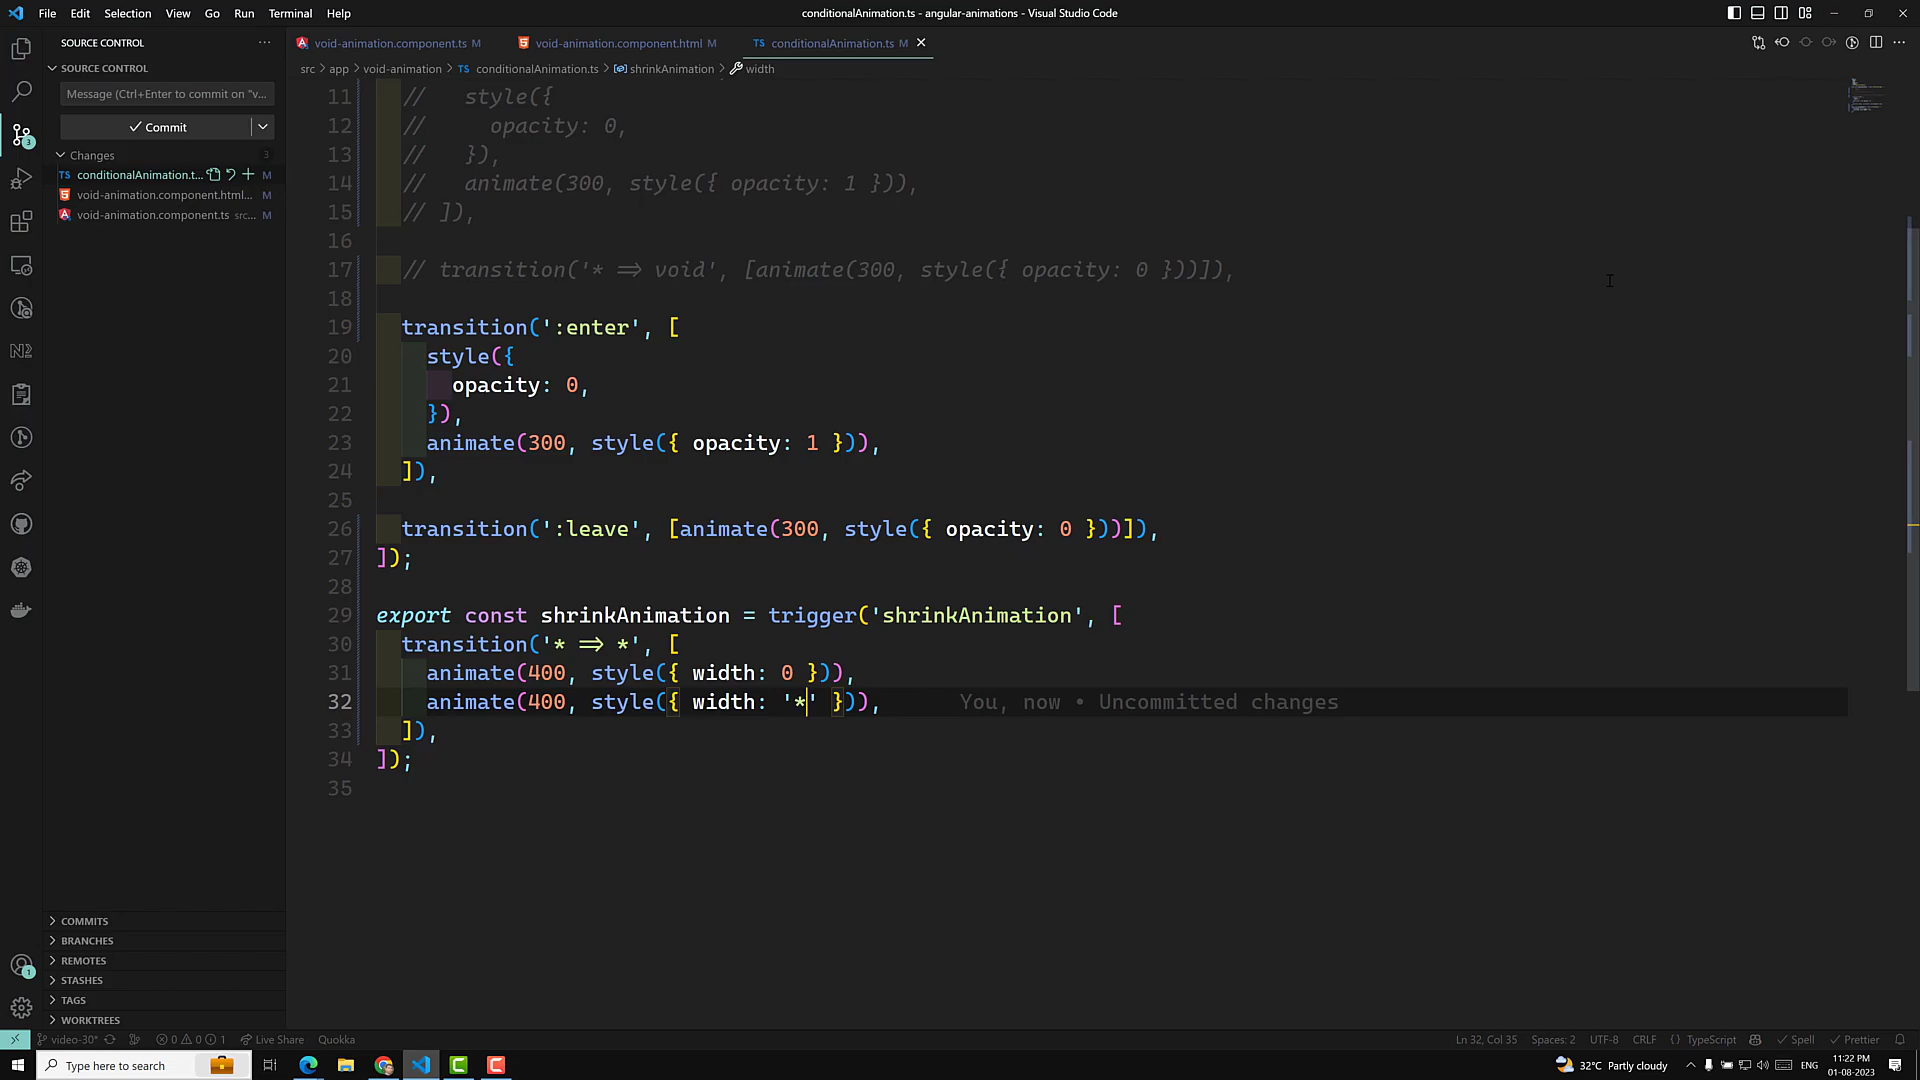 File Edit Selection View Go Run Terminal Help
conditionalAnimation.ts - angular-animations - Visual Studio Code
SOURCE CONTROL
void-animation.component.ts M
void-animation.component.html M
TS conditionalAnimation.ts M
SOURCE CONTROL
src > app > void-animation > TS conditionalAnimation.ts > shrinkAnimation > width
Message (Ctrl+Enter to commit on "v...
Commit
Changes 3
TS conditionalAnimation.t... M
void-animation.component.html... M
void-animation.component.ts src... M
11 // style({
12 // opacity: 0,
13 // }),
14 // animate(300, style({ opacity: 1 })),
15 // ]),
16
17 // transition('* => void', [animate(300, style({ opacity: 0 }))]),
18
19 transition(':enter', [
20 style({
21 opacity: 0,
22 }),
23 animate(300, style({ opacity: 1 })),
24 ]),
25
26 transition(':leave', [animate(300, style({ opacity: 0 }))]),
27 ]);
28
29 export const shrinkAnimation = trigger('shrinkAnimation', [
30 transition('* => *', [
31 animate(400, style({ width: 0 })),
32 animate(400, style({ width: '*' })), You, now • Uncommitted changes
33 ]),
34 ]);
35
COMMITS
BRANCHES
REMOTES
STASHES
TAGS
WORKTREES
video-30* 0 0 1 Live Share Quokka
Ln 32, Col 35 Spaces: 2 UTF-8 CRLF { } TypeScript Spell Prettier
Type here to search
32°C Partly cloudy ENG 11:22 PM
01-08-2023